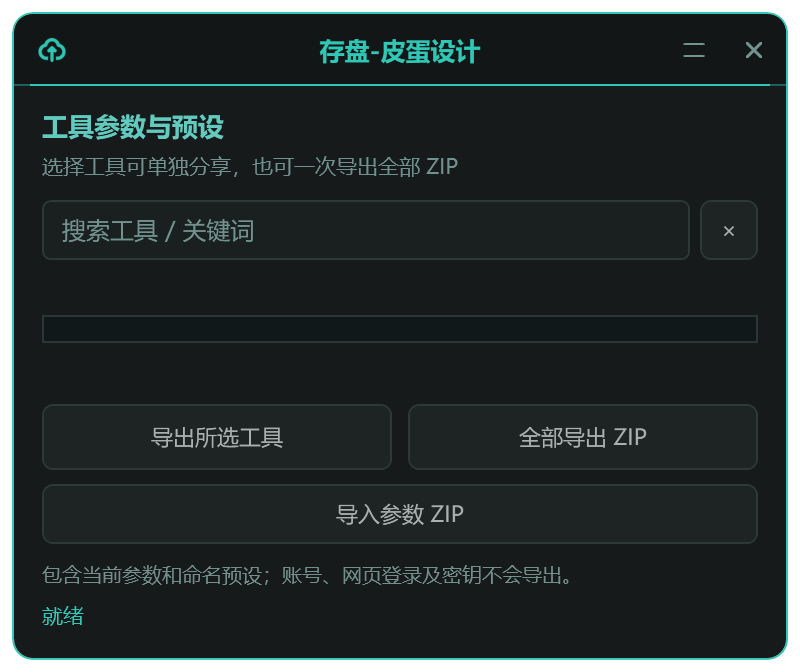 存盘-皮蛋设计
工具参数与预设
选择工具可单独分享，也可一次导出全部 ZIP
搜索工具 / 关键词
×
导出所选工具
全部导出 ZIP
导入参数 ZIP
包含当前参数和命名预设；账号、网页登录及密钥不会导出。
就绪